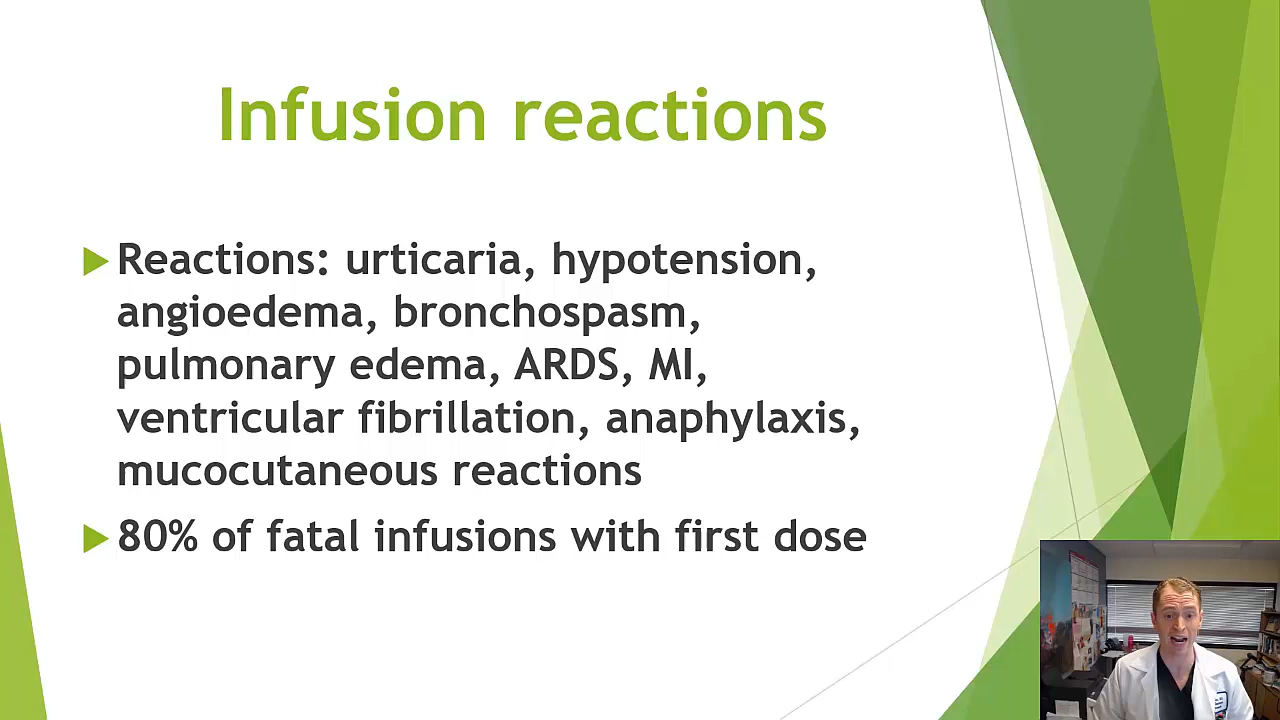 Infusion reactions
Reactions: urticaria, hypotension,
angioedema, bronchospasm,
pulmonary edema, ARDS, MI,
ventricular fibrillation, anaphylaxis,
mucocutaneous reactions
80% of fatal infusions with first dose